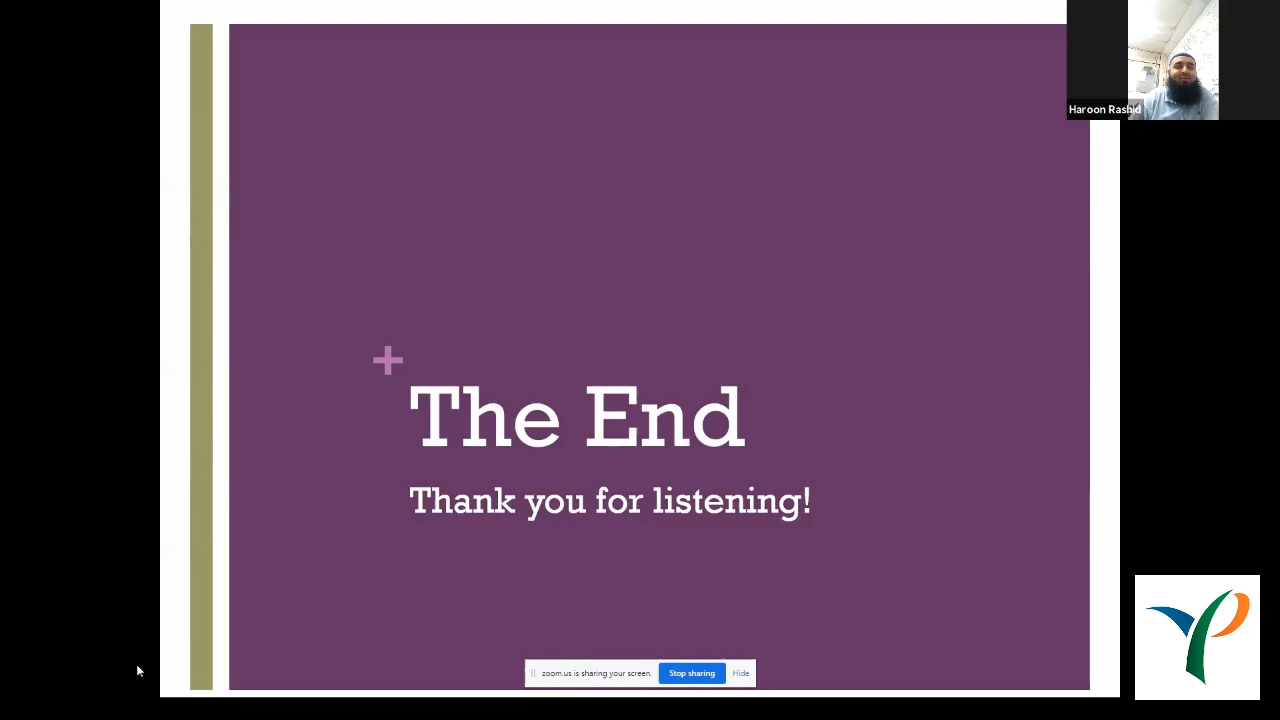 Haroon Rashid
The End
Thank you for listening!
zoom.us is sharing your screen. Stop sharing Hide